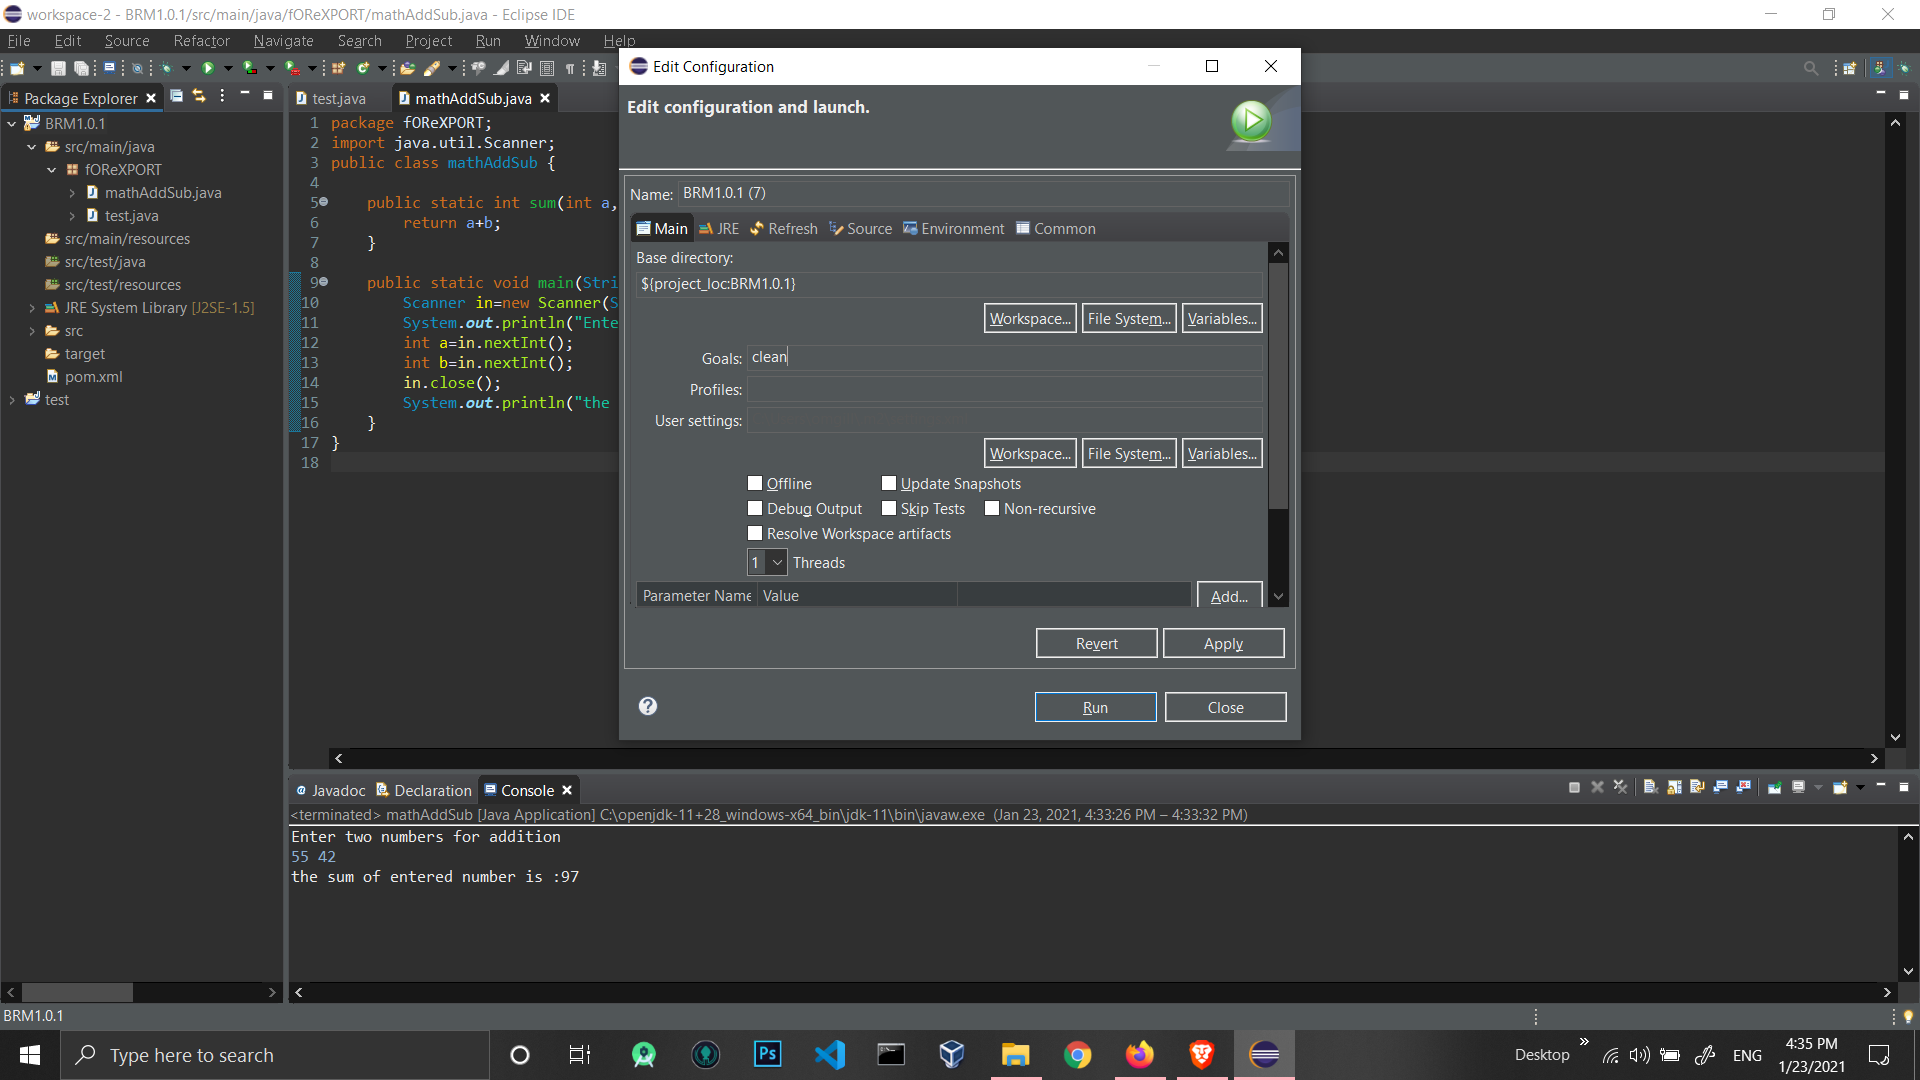 workspace-2 - BRM1.0.1/src/main/java/fOReXPORT/mathAddSub.java - Eclipse IDE
File Edit Source Refactor Navigate Search Project Run Window Help
Package Explorer
BRM1.0.1
src/main/java
fOReXPORT
mathAddSub.java
test.java
src/main/resources
src/test/java
src/test/resources
JRE System Library [J2SE-1.5]
src
target
pom.xml
test
test.java mathAddSub.java
1 package fOReXPORT;
2 import java.util.Scanner;
3 public class mathAddSub {
4
5 public static int sum(int a,
6 return a+b;
7 }
8
9 public static void main(Stri
10 Scanner in=new Scanner(S
11 System.out.println("Ente
12 int a=in.nextInt();
13 int b=in.nextInt();
14 in.close();
15 System.out.println("the
16 }
17 }
18
Edit Configuration
Edit configuration and launch.
Name: BRM1.0.1 (7)
Main JRE Refresh Source Environment Common
Base directory:
${project_loc:BRM1.0.1}
Workspace... File System... Variables...
Goals: clean
Profiles:
User settings:
Workspace... File System... Variables...
Offline Update Snapshots
Debug Output Skip Tests Non-recursive
Resolve Workspace artifacts
1 Threads
Parameter Name Value Add...
Revert Apply
Run Close
@ Javadoc Declaration Console
<terminated> mathAddSub [Java Application] C:\openjdk-11+28_windows-x64_bin\jdk-11\bin\javaw.exe (Jan 23, 2021, 4:33:26 PM – 4:33:32 PM)
Enter two numbers for addition
55 42
the sum of entered number is :97
BRM1.0.1
Type here to search
Ps
Desktop » ENG
4:35 PM
1/23/2021